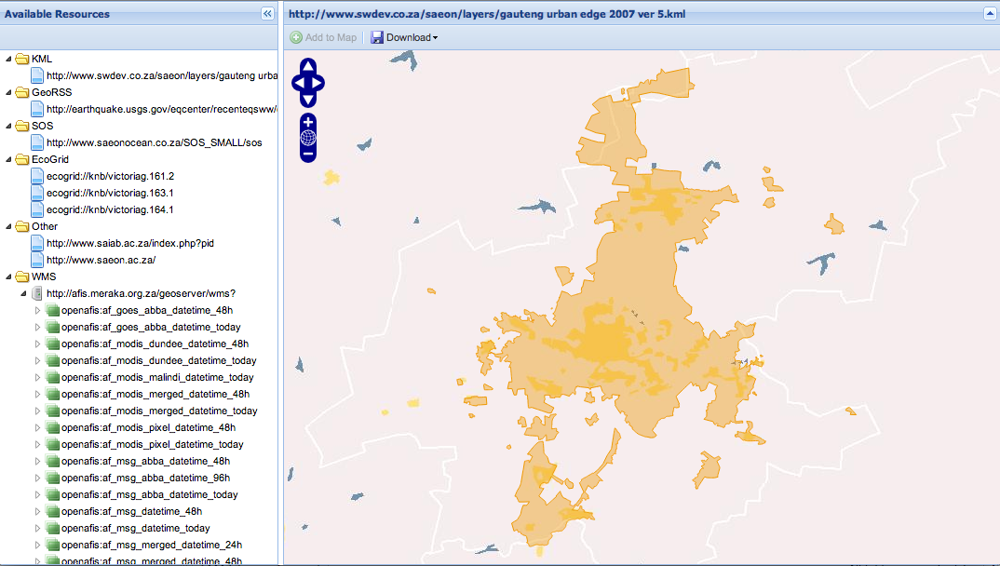 Available Resources
http://www.swdev.co.za/saeon/layers/gauteng urban edge 2007 ver 5.kml
Add to Map
Download
KML
http://www.swdev.co.za/saeon/layers/gauteng urba
GeoRSS
http://earthquake.usgs.gov/eqcenter/recenteqsww/
SOS
http://www.saeonocean.co.za/SOS_SMALL/sos
EcoGrid
ecogrid://knb/victoriag.161.2
ecogrid://knb/victoriag.163.1
ecogrid://knb/victoriag.164.1
Other
http://www.saiab.ac.za/index.php?pid
http://www.saeon.ac.za/
WMS
http://afis.meraka.org.za/geoserver/wms?
openafis:af_goes_abba_datetime_48h
openafis:af_goes_abba_datetime_today
openafis:af_modis_dundee_datetime_48h
openafis:af_modis_dundee_datetime_today
openafis:af_modis_malindi_datetime_today
openafis:af_modis_merged_datetime_48h
openafis:af_modis_merged_datetime_today
openafis:af_modis_pixel_datetime_48h
openafis:af_modis_pixel_datetime_today
openafis:af_msg_abba_datetime_48h
openafis:af_msg_abba_datetime_96h
openafis:af_msg_abba_datetime_today
openafis:af_msg_datetime_48h
openafis:af_msg_datetime_today
openafis:af_msg_merged_datetime_24h
openafis:af_msg_merged_datetime_48h